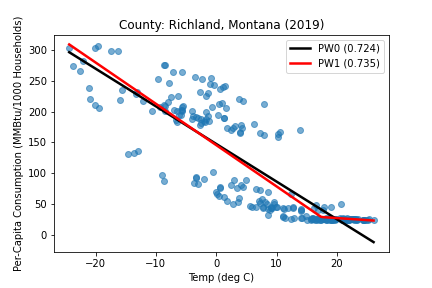 County: Richland, Montana (2019)
PW0 (0.724)
PW1 (0.735)
Per-Capita Consumption (MMBtu/1000 Households)
300
250
200
150
100
50
0
−20 −10 0 10 20
Temp (deg C)